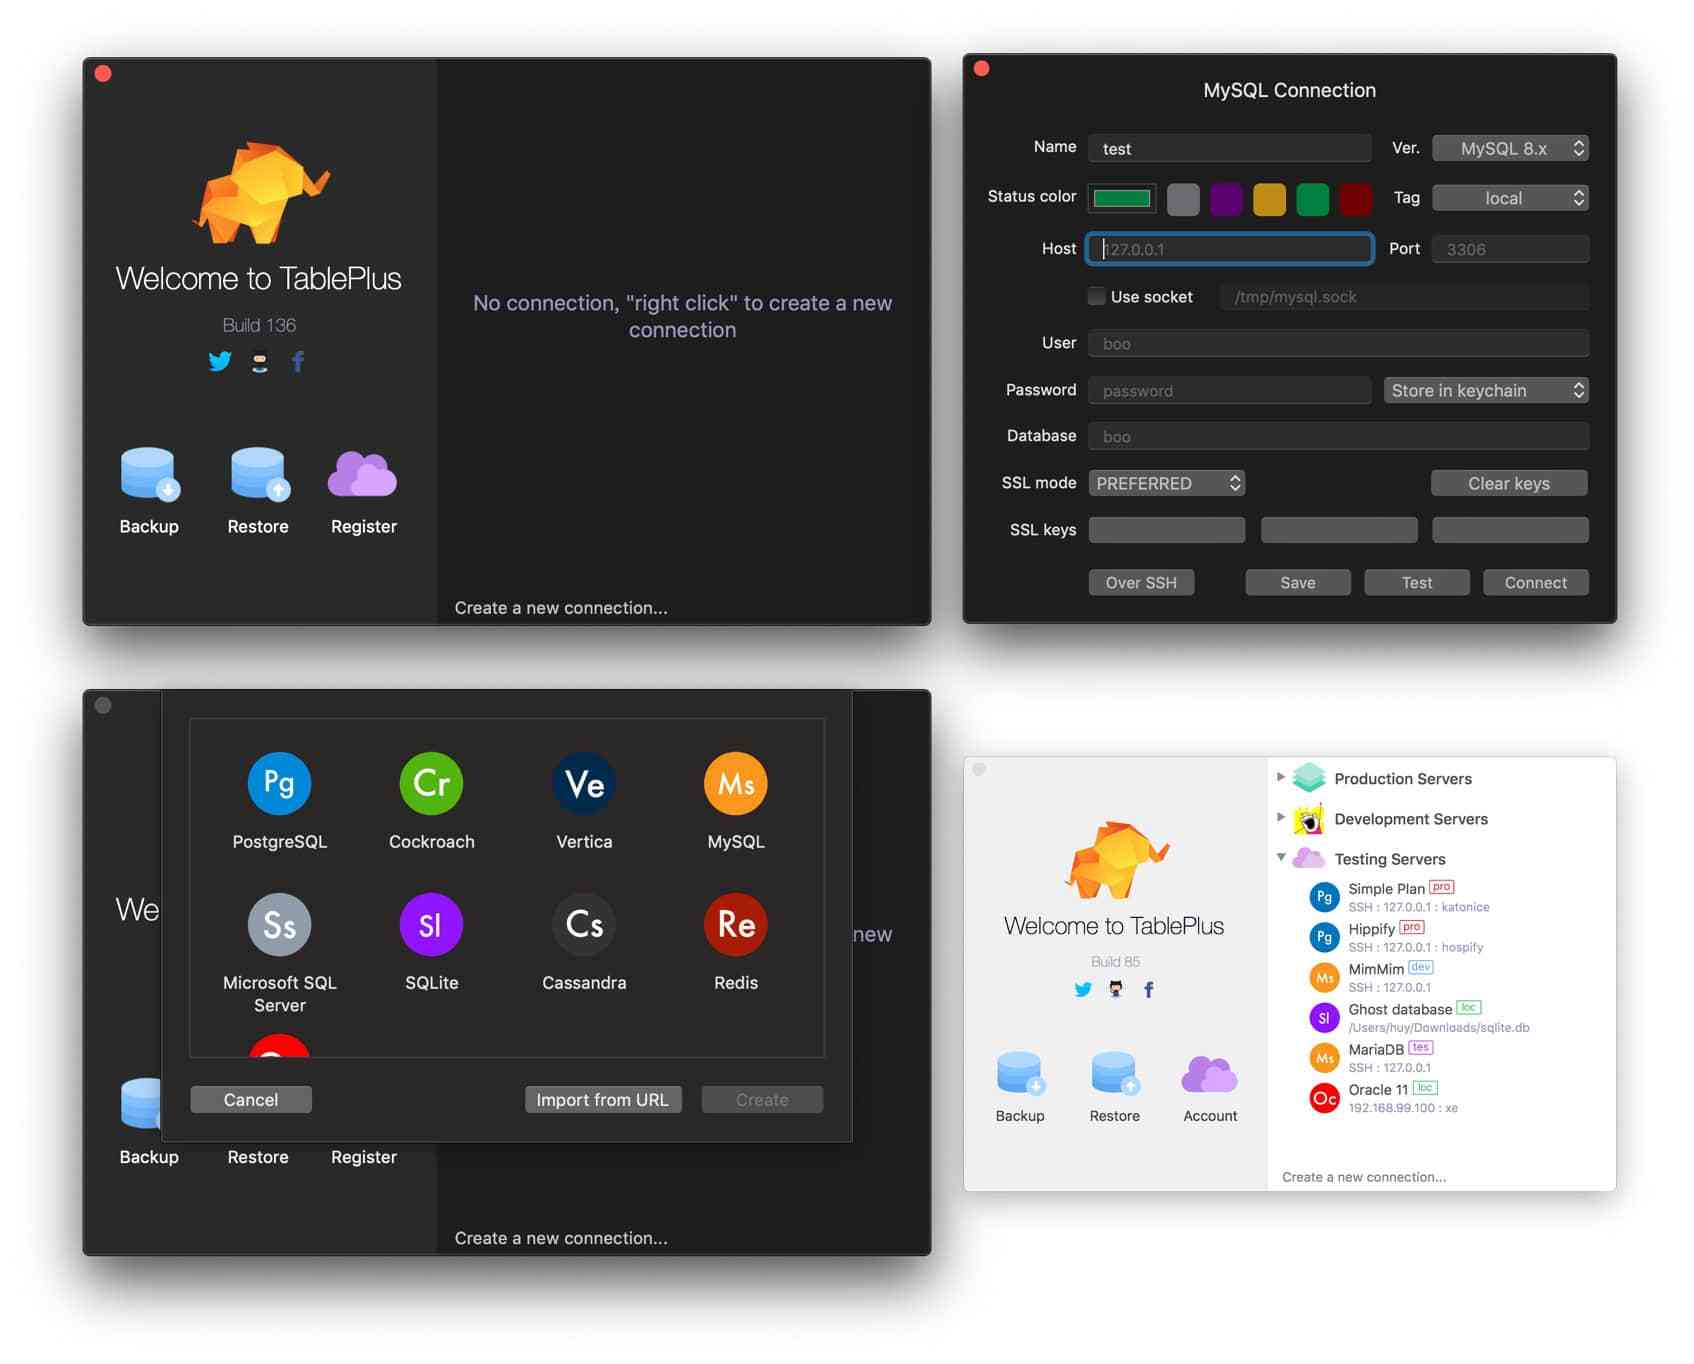 Welcome to TablePlus
Build 136
Backup
Restore
Register
No connection, "right click" to create a new
connection
Create a new connection...
MySQL Connection
Name
test
Ver.
MySQL 8.x
Status color
Tag
local
Host
127.0.0.1
Port
3306
Use socket
/tmp/mysql.sock
User
boo
Password
password
Store in keychain
Database
boo
SSL mode
PREFERRED
Clear keys
SSL keys
Over SSH
Save
Test
Connect
We
new
Pg
PostgreSQL
Cr
Cockroach
Ve
Vertica
Ms
MySQL
Ss
Microsoft SQL
Server
Sl
SQLite
Cs
Cassandra
Re
Redis
Cancel
Import from URL
Create
Backup
Restore
Register
Create a new connection...
Welcome to TablePlus
Build 85
Backup
Restore
Account
Production Servers
Development Servers
Testing Servers
Pg
Simple Plan pro
SSH : 127.0.0.1 : katonice
Pg
Hippify pro
SSH : 127.0.0.1 : hospify
Ms
MimMim dev
SSH : 127.0.0.1
Sl
Ghost database loc
/Users/huy/Downloads/sqlite.db
Ms
MariaDB tes
SSH : 127.0.0.1
Oc
Oracle 11 loc
192.168.99.100 : xe
Create a new connection...